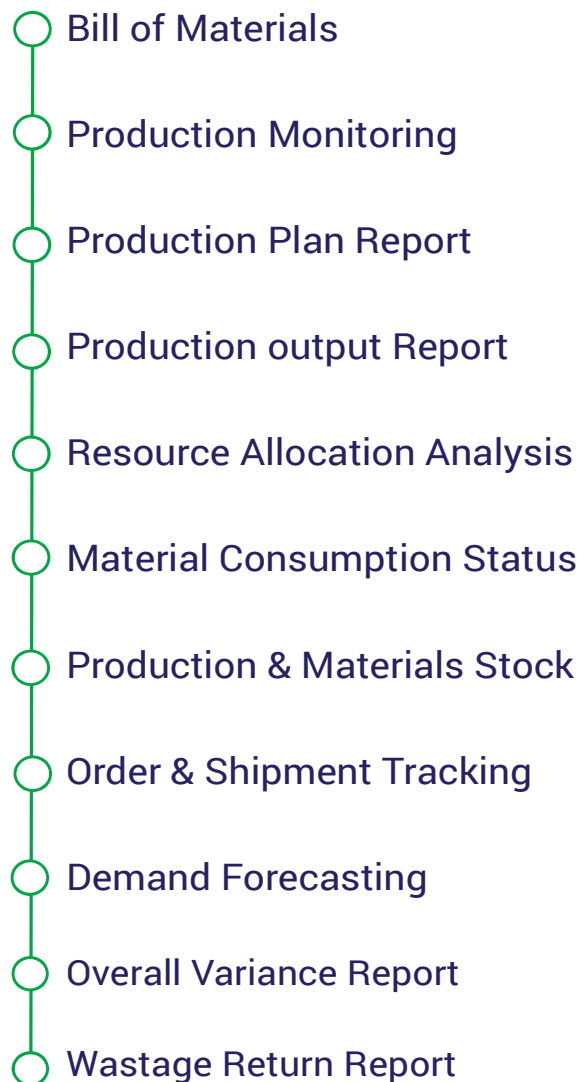 Bill of Materials
Production Monitoring
Production Plan Report
Production output Report
Resource Allocation Analysis
Material Consumption Status
Production & Materials Stock
Order & Shipment Tracking
Demand Forecasting
Overall Variance Report
Wastage Return Report